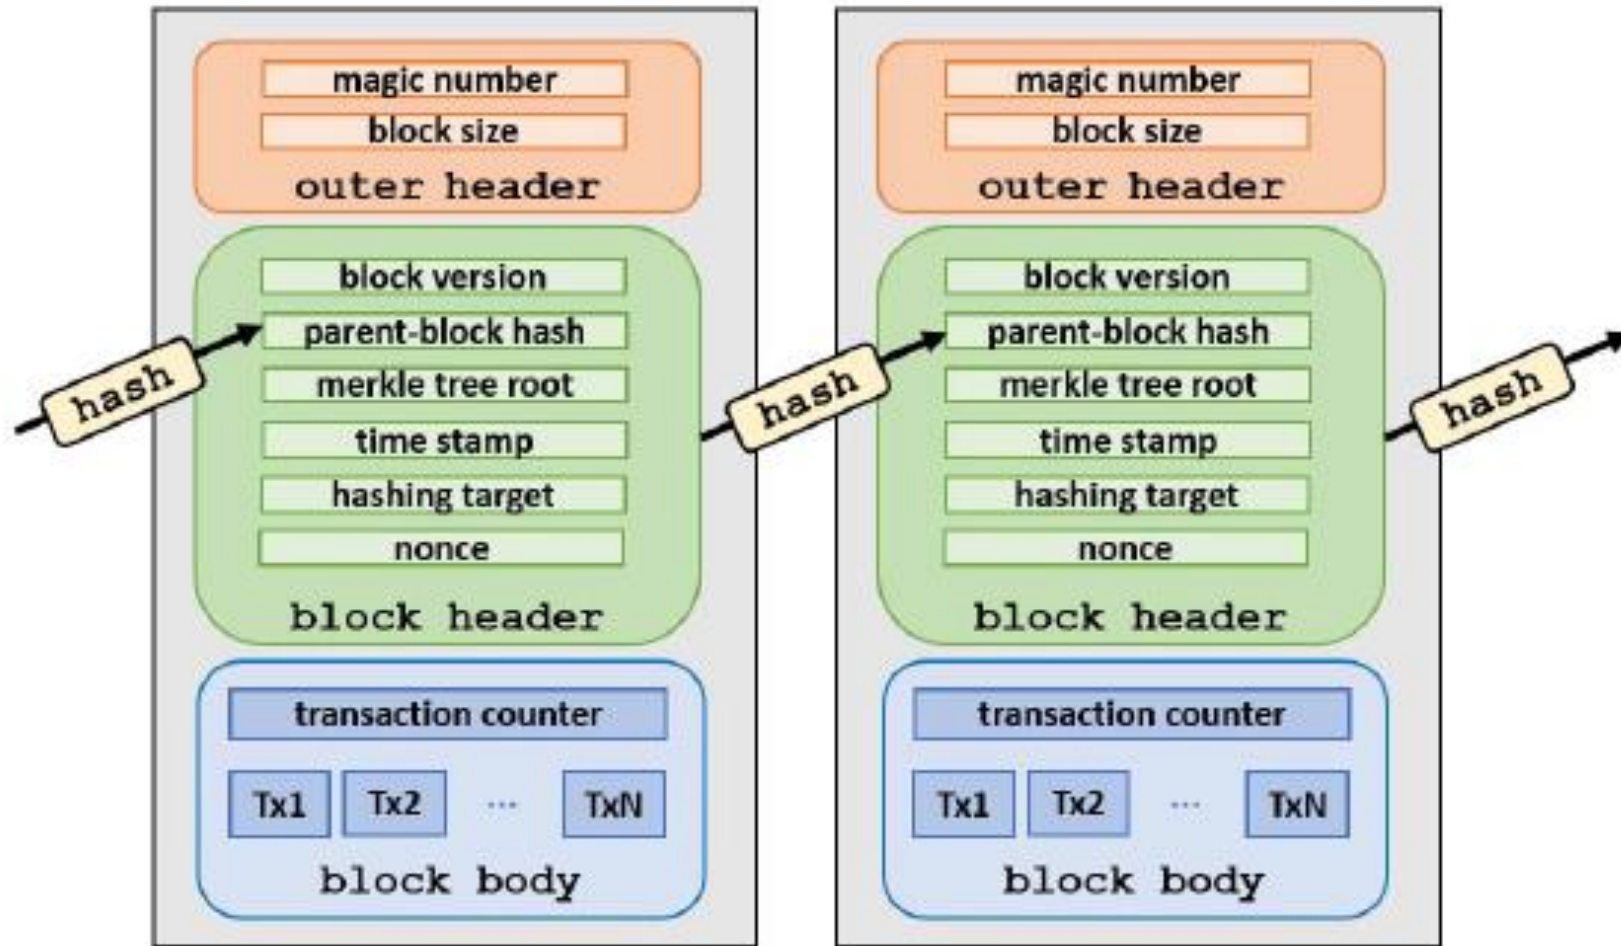 magic number
block size
outer header
block version
parent-block hash
merkle tree root
time stamp
hashing target
nonce
block header
transaction counter
Tx1 Tx2 ... TxN
block body
hash
hash
magic number
block size
outer header
block version
parent-block hash
merkle tree root
time stamp
hashing target
nonce
block header
transaction counter
Tx1 Tx2 ... TxN
block body
hash